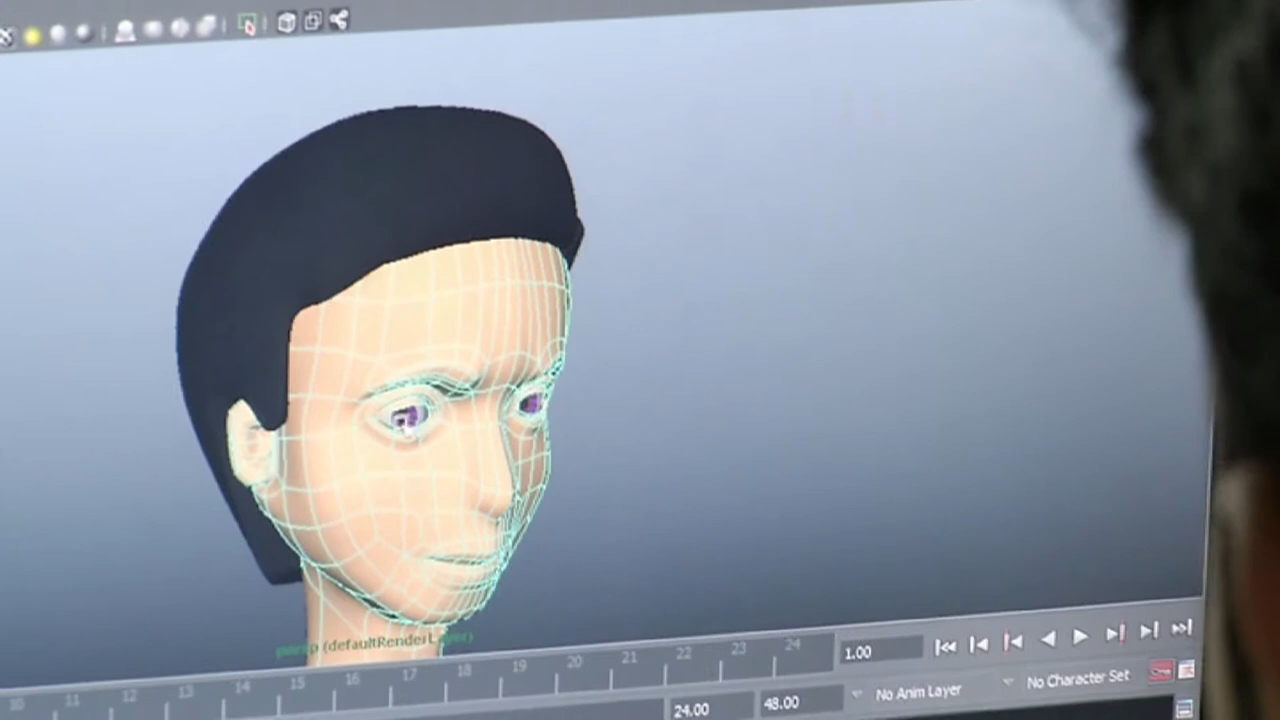 persp (defaultRenderLayer)
10 11 12 13 14 15 16 17 18 19 20 21 22 23 24 1.00
24.00 48.00 No Anim Layer No Character Set